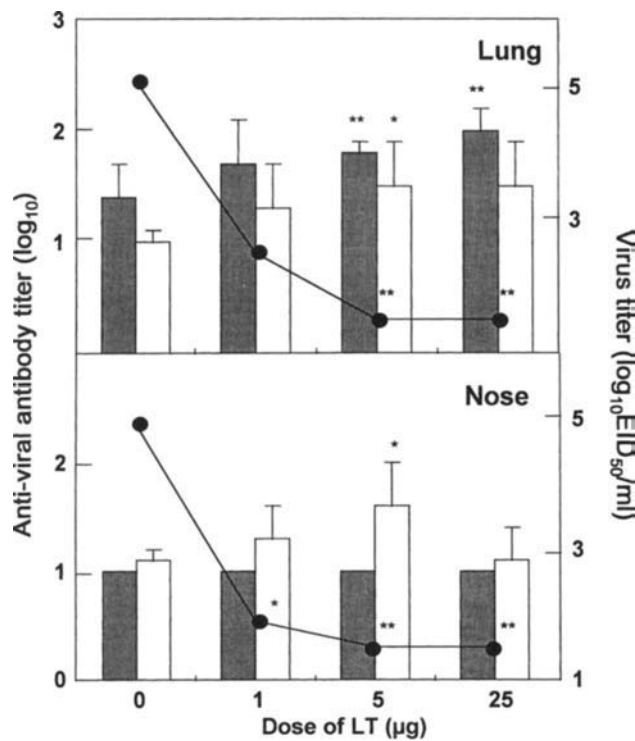 3
Lung
** * **
5
2
3
1
** **
Nose
5
2
*
3
1
*
** **
0
1
0 1 5 25
Dose of LT (µg)
Anti-viral antibody titer (log10)
Virus titer (log10EID50/ml)